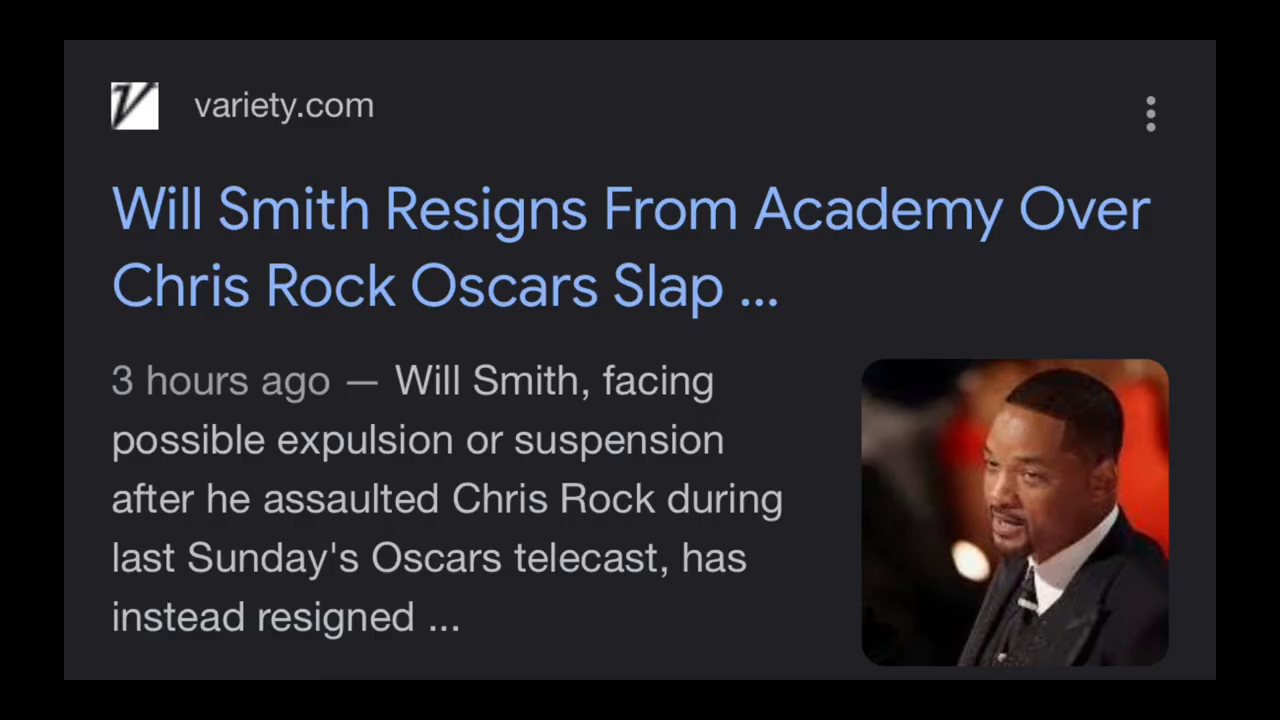 variety.com
Will Smith Resigns From Academy Over
Chris Rock Oscars Slap ...
3 hours ago — Will Smith, facing
possible expulsion or suspension
after he assaulted Chris Rock during
last Sunday's Oscars telecast, has
instead resigned ...